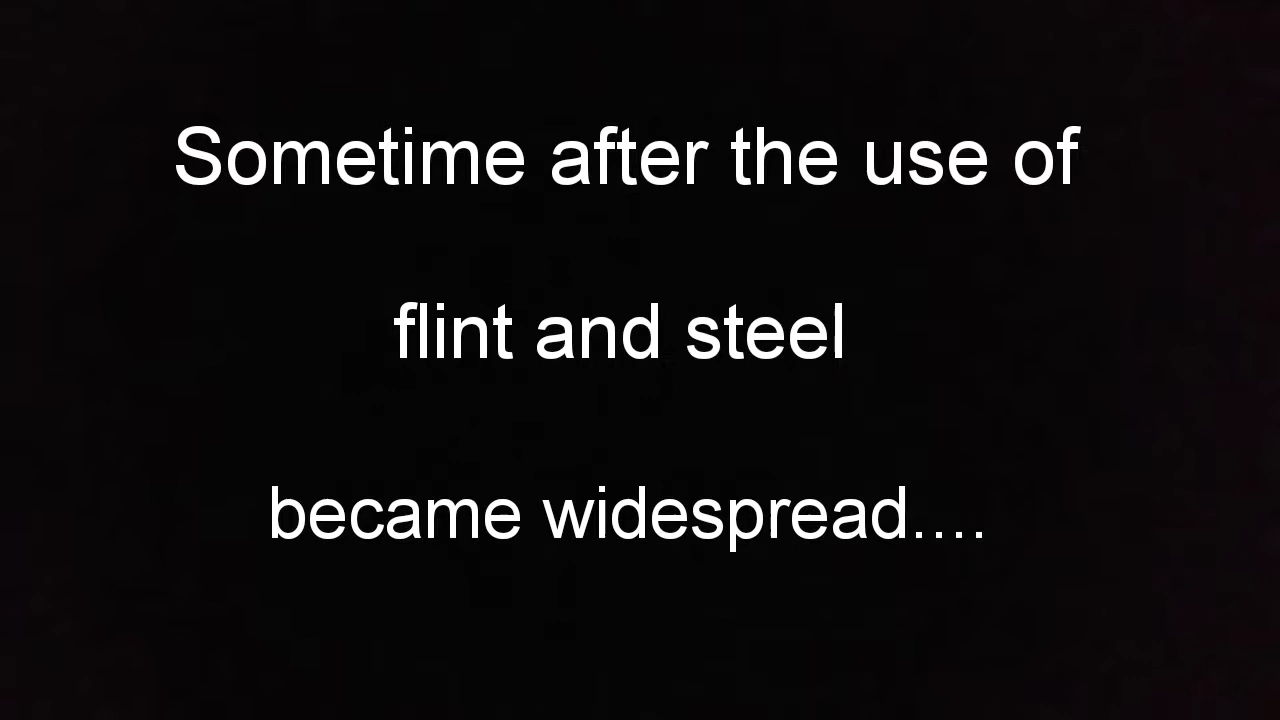 Sometime after the use of
flint and steel
became widespread....